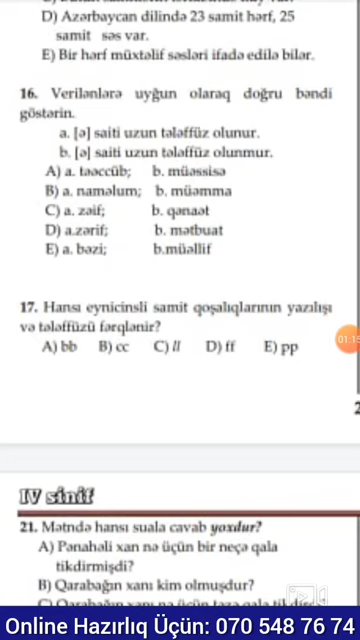 D) Azərbaycan dilində 23 samit hərf, 25
samit səs var.
E) Bir hərf müxtəlif səsləri ifadə edilə bilər.
16. Verilənlərə uyğun olaraq doğru bəndi
göstərin.
a. [ə] saiti uzun tələffüz olunur.
b. [ə] saiti uzun tələffüz olunmur.
A) a. təəccüb; b. müəssisə
B) a. naməlum; b. müəmma
C) a. zəif; b. qənaət
D) a.zərif; b. mətbuat
E) a. bəzi; b.müəllif
17. Hansı eynicinsli samit qoşalıqlarının yazılışı
və tələffüzü fərqlənir?
A) bb B) cc C) ll D) ff E) pp
01:15
2
IV sinif
21. Mətndə hansı suala cavab yoxdur?
A) Pənahəli xan nə üçün bir neçə qala
tikdirmişdi?
B) Qarabağın xanı kim olmuşdur?
Online Hazırlıq Üçün: 070 548 76 74